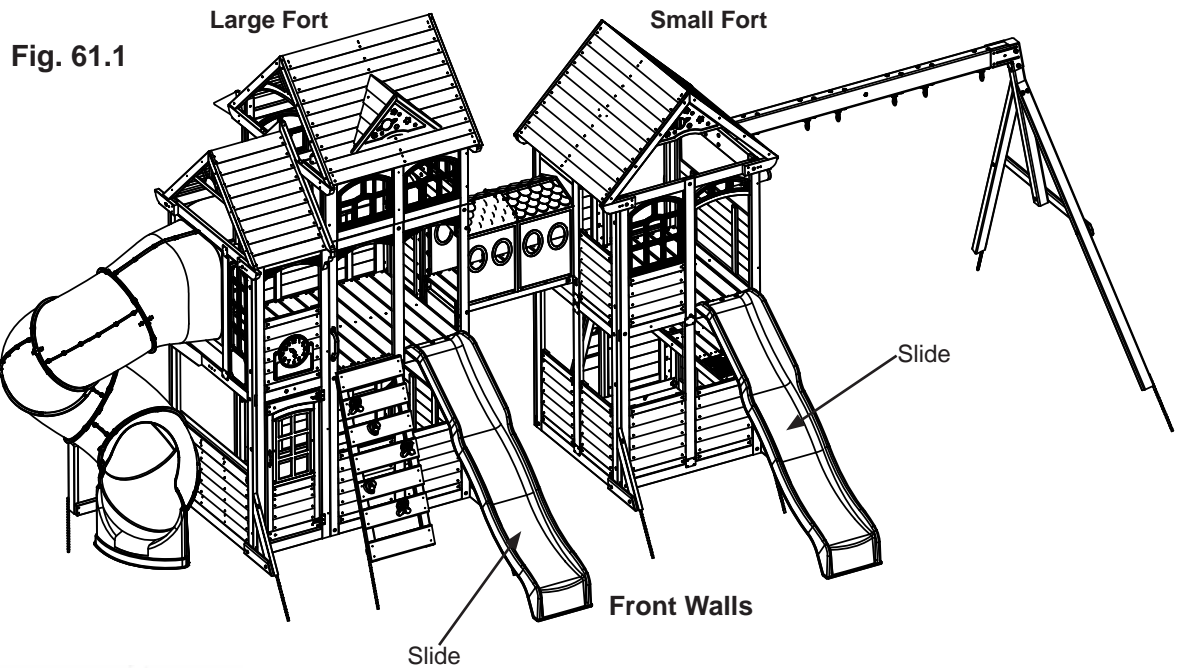 Large Fort
Small Fort
Fig. 61.1
Slide
Front Walls
Slide